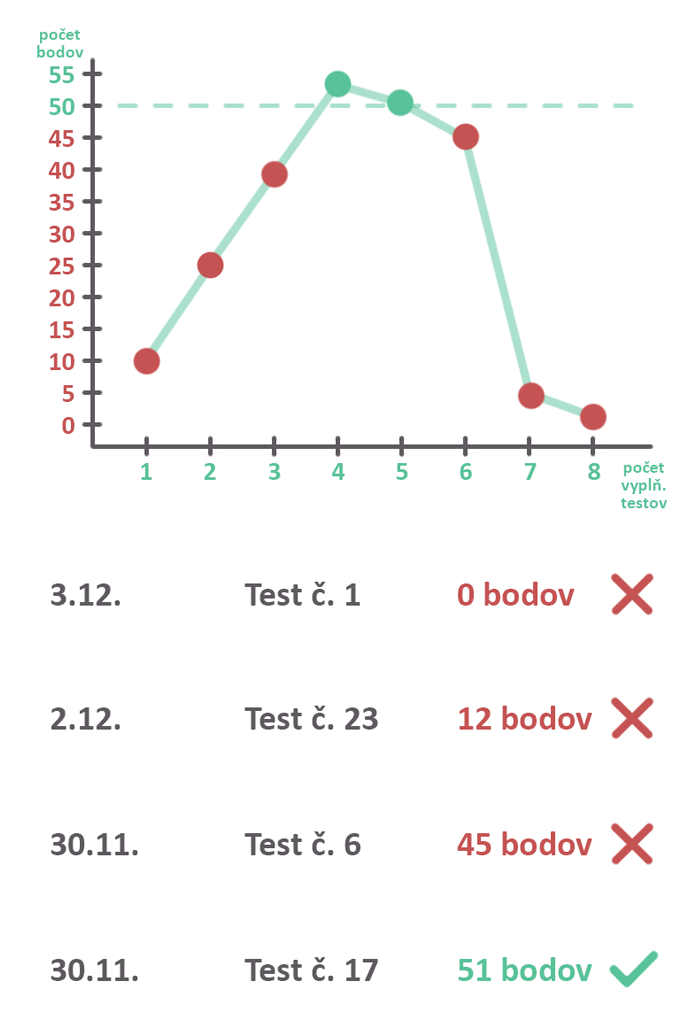 počet
bodov
55
50
45
40
35
30
25
20
15
10
5
0
1 2 3 4 5 6 7 8
počet
vyplň.
testov
3.12. Test č. 1 0 bodov
2.12. Test č. 23 12 bodov
30.11. Test č. 6 45 bodov
30.11. Test č. 17 51 bodov